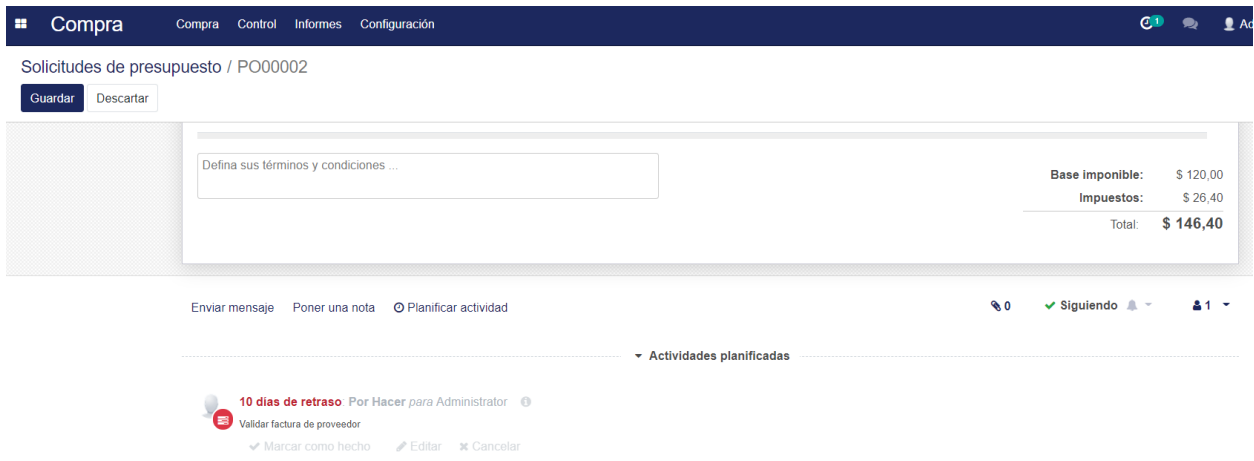 Compra Compra Control Informes Configuración 1
Solicitudes de presupuesto / PO00002
Guardar Descartar
Defina sus términos y condiciones ...
Base imponible: $ 120,00
Impuestos: $ 26,40
Total: $ 146,40
Enviar mensaje Poner una nota Planificar actividad 0 Siguiendo 1
Actividades planificadas
10 días de retraso: Por Hacer para Administrator
Validar factura de proveedor
Marcar como hecho Editar Cancelar